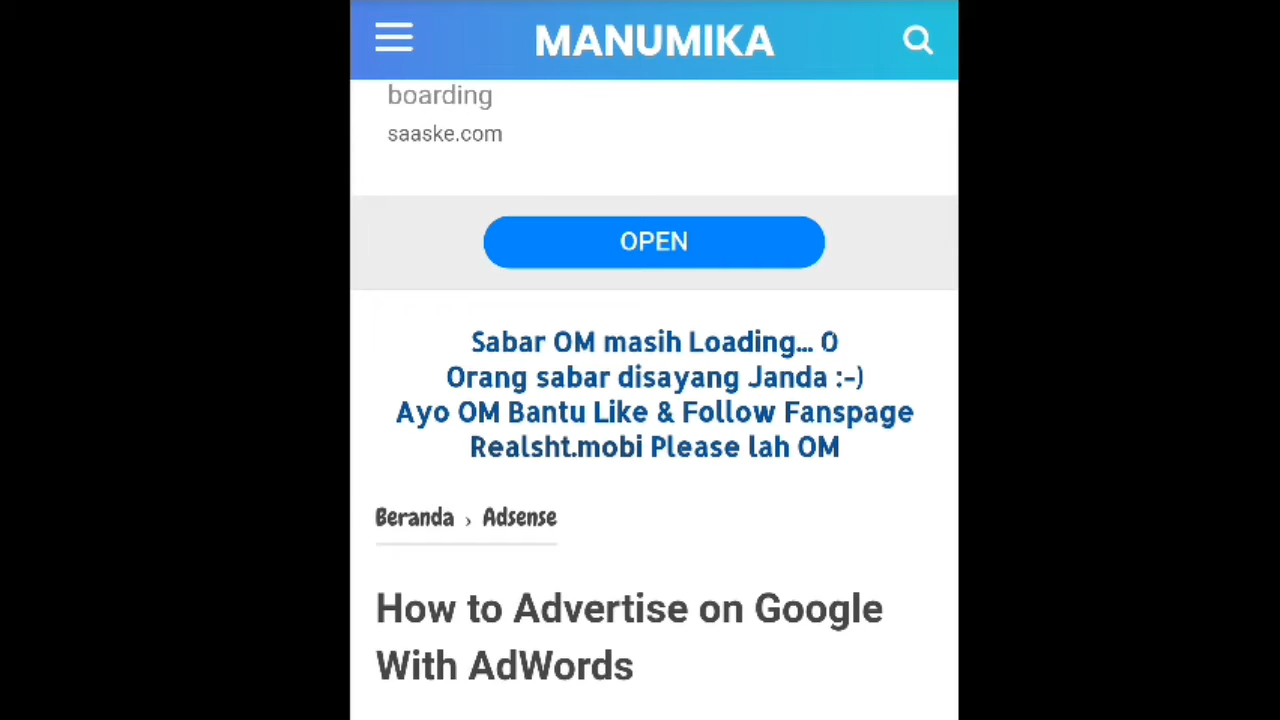 MANUMIKA
boarding
saaske.com
OPEN
Sabar OM masih Loading... 0
Orang sabar disayang Janda :-)
Ayo OM Bantu Like & Follow Fanspage
Realsht.mobi Please lah OM
Beranda › Adsense
How to Advertise on Google
With AdWords